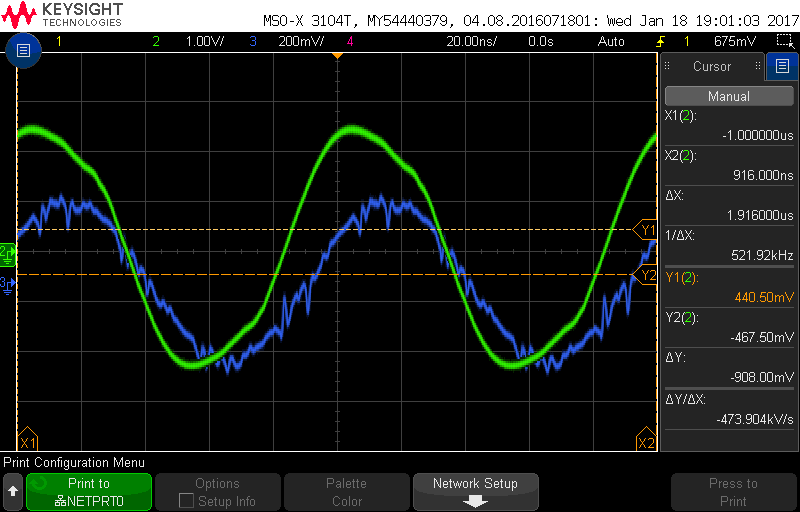 KEYSIGHT
TECHNOLOGIES
MSO-X 3104T, MY54440379, 04.08.2016071801: Wed Jan 18 19:01:03 2017
1 2 1.00V/ 3 200mV/ 4 20.00ns/ 0.0s Auto 1 675mV
Cursor
Manual
X1(2):
-1.000000us
X2(2):
916.000ns
ΔX:
1.916000us
1/ΔX:
521.92kHz
Y1(2):
440.50mV
Y2(2):
-467.50mV
ΔY:
-908.00mV
ΔY/ΔX:
-473.904kV/s
Y1
2
Y2
3
X1 X2
Print Configuration Menu
Print to
NETPRT0
Options
Setup Info
Palette
Color
Network Setup
Press to
Print